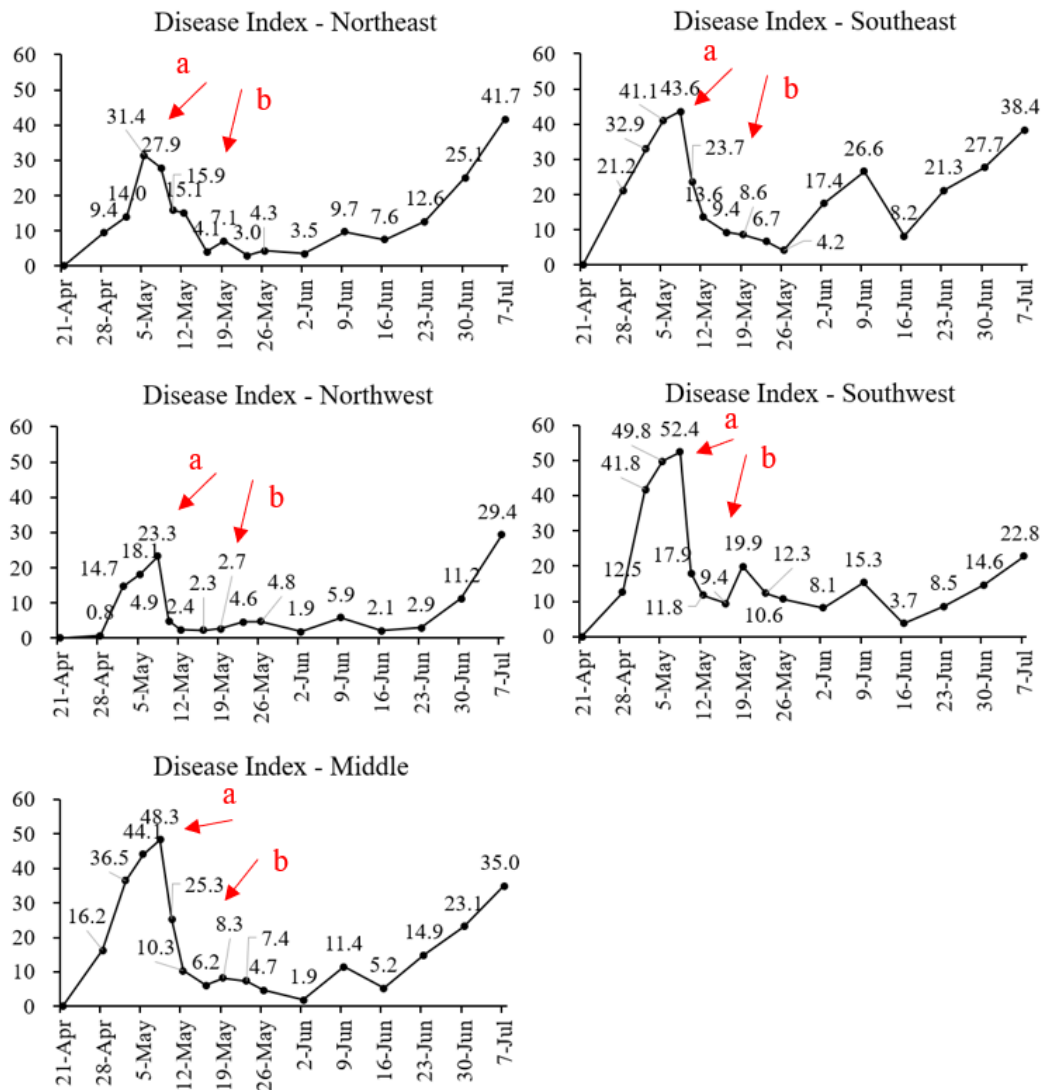 Disease Index - Northeast
60
50
40
30
20
10
0
a
b
9.4
14.0
31.4
27.9
15.9
15.1
4.1
7.1
3.0
4.3
3.5
9.7
7.6
12.6
25.1
41.7
21-Apr
28-Apr
5-May
12-May
19-May
26-May
2-Jun
9-Jun
16-Jun
23-Jun
30-Jun
7-Jul
Disease Index - Southeast
60
50
40
30
20
10
0
a
b
21.2
32.9
41.1
43.6
23.7
13.6
9.4
8.6
6.7
4.2
17.4
26.6
8.2
21.3
27.7
38.4
21-Apr
28-Apr
5-May
12-May
19-May
26-May
2-Jun
9-Jun
16-Jun
23-Jun
30-Jun
7-Jul
Disease Index - Northwest
60
50
40
30
20
10
0
a
b
0.8
14.7
18.1
23.3
4.9
2.4
2.3
2.7
4.6
4.8
1.9
5.9
2.1
2.9
11.2
29.4
21-Apr
28-Apr
5-May
12-May
19-May
26-May
2-Jun
9-Jun
16-Jun
23-Jun
30-Jun
7-Jul
Disease Index - Southwest
60
50
40
30
20
10
0
a
b
12.5
41.8
49.8
52.4
17.9
11.8
9.4
19.9
12.3
10.6
8.1
15.3
3.7
8.5
14.6
22.8
21-Apr
28-Apr
5-May
12-May
19-May
26-May
2-Jun
9-Jun
16-Jun
23-Jun
30-Jun
7-Jul
Disease Index - Middle
60
50
40
30
20
10
0
a
b
16.2
36.5
44.1
48.3
25.3
10.3
6.2
8.3
7.4
4.7
1.9
11.4
5.2
14.9
23.1
35.0
21-Apr
28-Apr
5-May
12-May
19-May
26-May
2-Jun
9-Jun
16-Jun
23-Jun
30-Jun
7-Jul